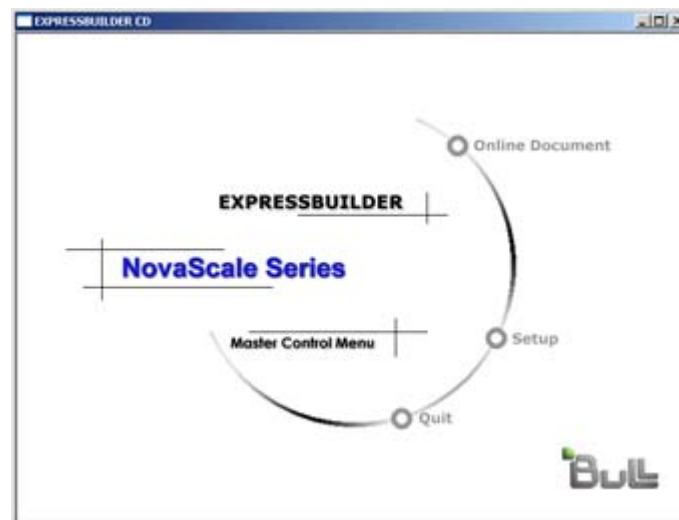 EXPRESSBUILDER CD
Online Document
EXPRESSBUILDER
NovaScale Series
Master Control Menu
Setup
Quit
Bull